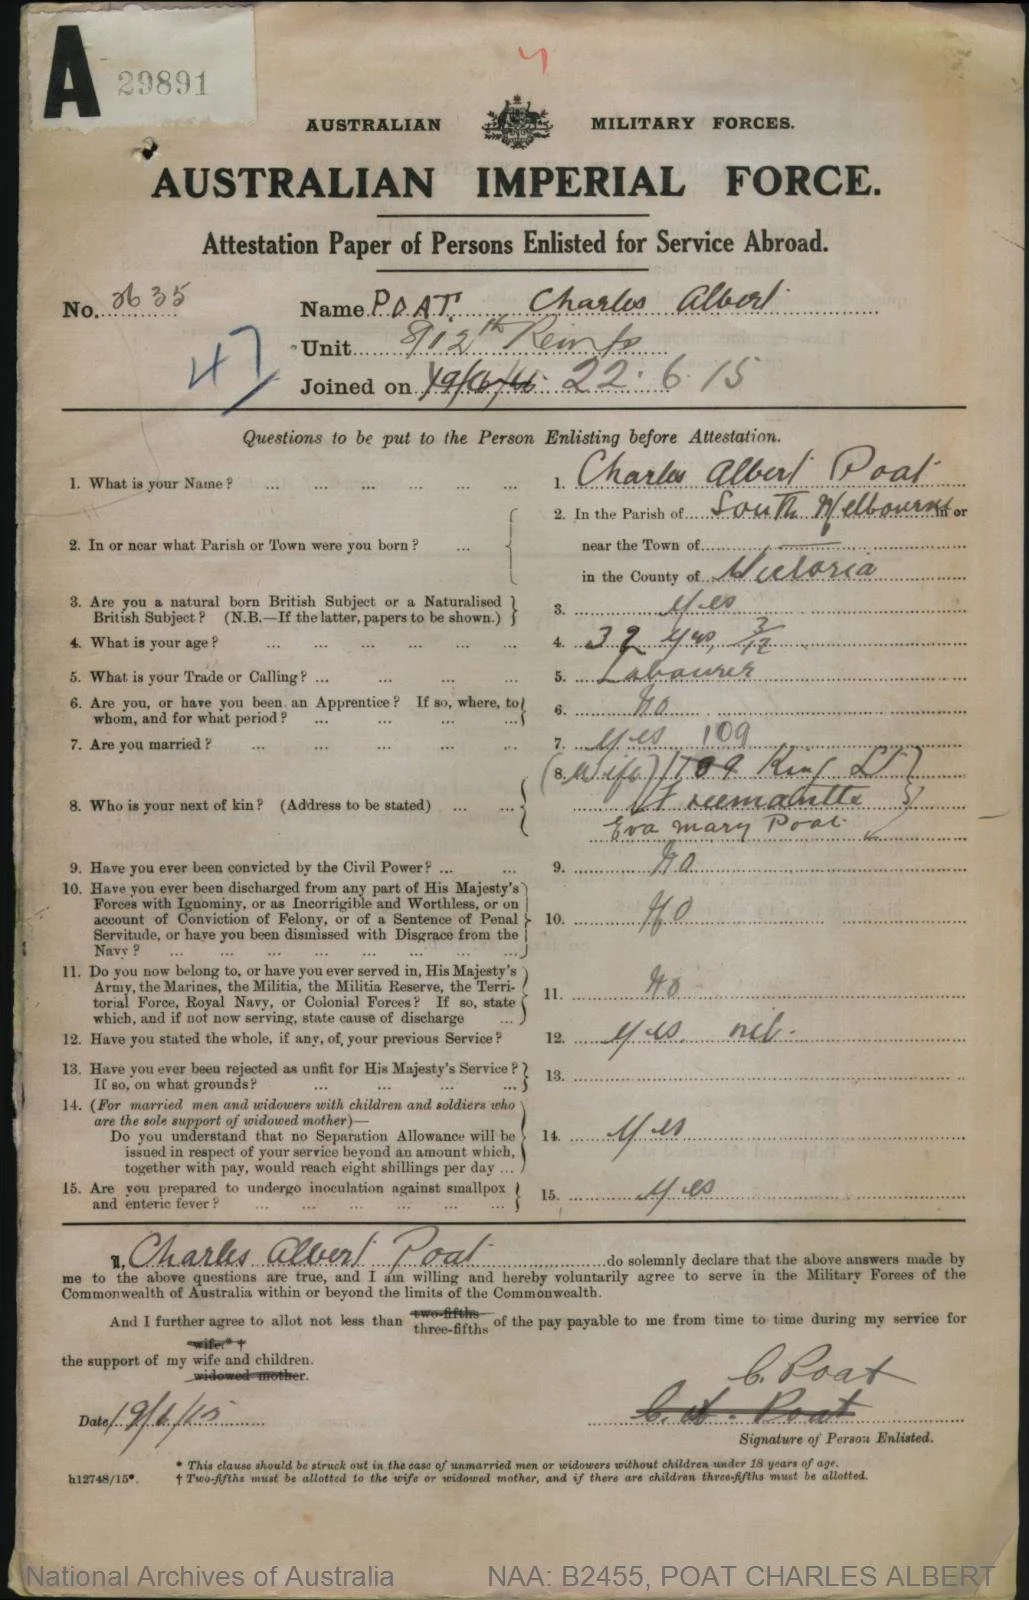 A 29891
4
AUSTRALIAN MILITARY FORCES.
AUSTRALIAN IMPERIAL FORCE.
Attestation Paper of Persons Enlisted for Service Abroad.
No. 3635 Name POAT. Charles Albert
47
Unit 8/12th Reinfs
Joined on 19/6/15 22.6.15
Questions to be put to the Person Enlisting before Attestation.
1. What is your Name? ... ... ... ... ... 1. Charles Albert Poat
2. In the Parish of South Melbourne in or
2. In or near what Parish or Town were you born? ... near the Town of
in the County of Victoria
3. Are you a natural born British Subject or a Naturalised
British Subject? (N.B.—If the latter, papers to be shown.) 3. Yes
4. What is your age? ... ... ... ... ... 4. 32 yrs, 3/12
5. What is your Trade or Calling? ... ... ... ... 5. Labourer
6. Are you, or have you been an Apprentice? If so, where, to
whom, and for what period? ... ... ... ... 6. No
7. Are you married? ... ... ... ... ... 7. Yes 109
8. (Wife) 109 King St
8. Who is your next of kin? (Address to be stated) ... ... Freemantle
Eva Mary Poat
9. Have you ever been convicted by the Civil Power? ... ... 9. No
10. Have you ever been discharged from any part of His Majesty's
Forces with Ignominy, or as Incorrigible and Worthless, or on
account of Conviction of Felony, or of a Sentence of Penal 10. No
Servitude, or have you been dismissed with Disgrace from the
Navy? ... ... ... ... ... ... ... ...
11. Do you now belong to, or have you ever served in, His Majesty's
Army, the Marines, the Militia, the Militia Reserve, the Terri-
torial Force, Royal Navy, or Colonial Forces? If so, state 11. No
which, and if not now serving, state cause of discharge ...
12. Have you stated the whole, if any, of your previous Service? 12. Yes. nil.
13. Have you ever been rejected as unfit for His Majesty's Service?
If so, on what grounds? ... ... ... ... 13.
14. (For married men and widowers with children and soldiers who
are the sole support of widowed mother)—
Do you understand that no Separation Allowance will be 14. Yes
issued in respect of your service beyond an amount which,
together with pay, would reach eight shillings per day ...
15. Are you prepared to undergo inoculation against smallpox
and enteric fever? ... ... ... ... ... ... 15. Yes
I, Charles Albert Poat do solemnly declare that the above answers made by
me to the above questions are true, and I am willing and hereby voluntarily agree to serve in the Military Forces of the
Commonwealth of Australia within or beyond the limits of the Commonwealth.
And I further agree to allot not less than two-fifths three-fifths of the pay payable to me from time to time during my service for
wife* †
the support of my wife and children.
widowed mother.
C. Poat
Date 19/6/15 C. A. Poat
Signature of Person Enlisted.
* This clause should be struck out in the case of unmarried men or widowers without children under 18 years of age.
h12748/15*. † Two-fifths must be allotted to the wife or widowed mother, and if there are children three-fifths must be allotted.
National Archives of Australia NAA: B2455, POAT CHARLES ALBERT